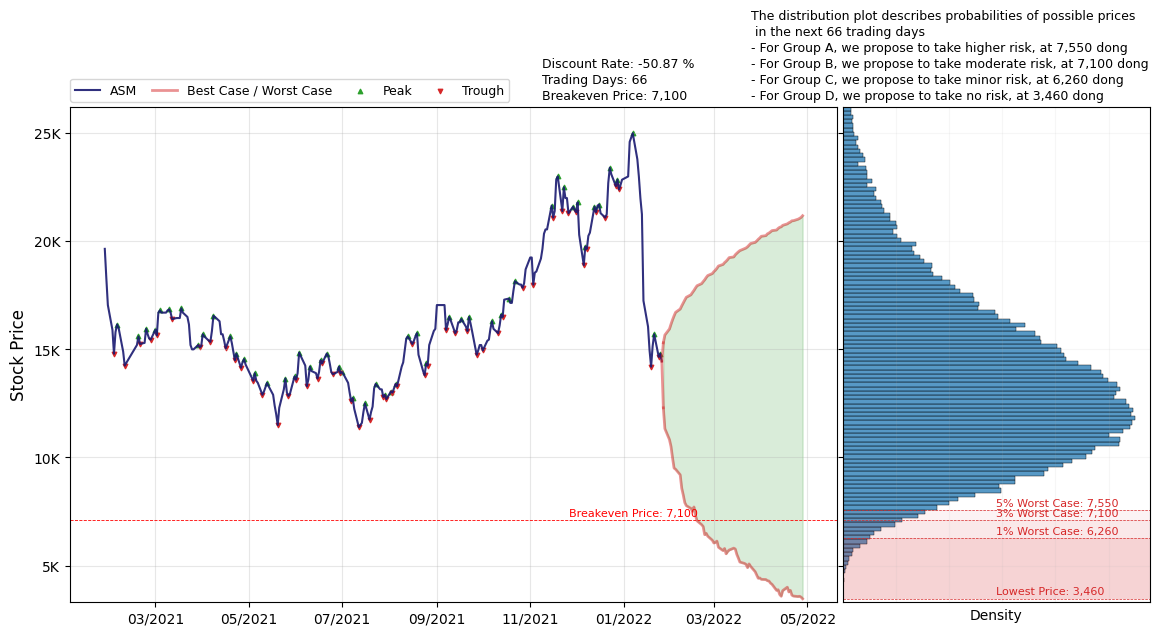 The distribution plot describes probabilities of possible prices
in the next 66 trading days
- For Group A, we propose to take higher risk, at 7,550 dong
- For Group B, we propose to take moderate risk, at 7,100 dong
- For Group C, we propose to take minor risk, at 6,260 dong
- For Group D, we propose to take no risk, at 3,460 dong
Discount Rate: -50.87 %
Trading Days: 66
Breakeven Price: 7,100
ASM
Best Case / Worst Case
Peak
Trough
Stock Price
25K
20K
15K
10K
5K
Breakeven Price: 7,100
03/2021
05/2021
07/2021
09/2021
11/2021
01/2022
03/2022
05/2022
5% Worst Case: 7,550
3% Worst Case: 7,100
1% Worst Case: 6,260
Lowest Price: 3,460
Density